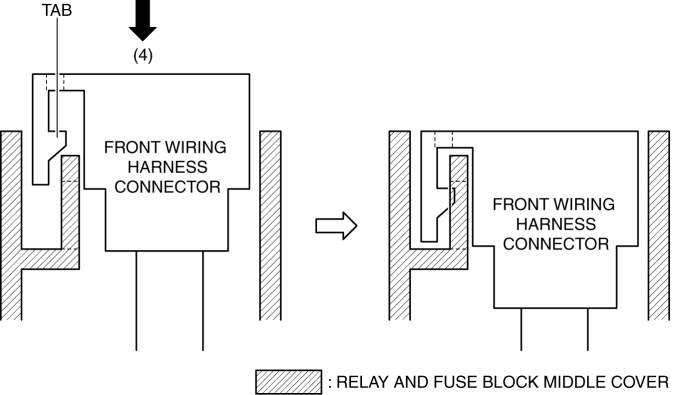 TAB
(4)
FRONT WIRING
HARNESS
CONNECTOR
FRONT WIRING
HARNESS
CONNECTOR
: RELAY AND FUSE BLOCK MIDDLE COVER